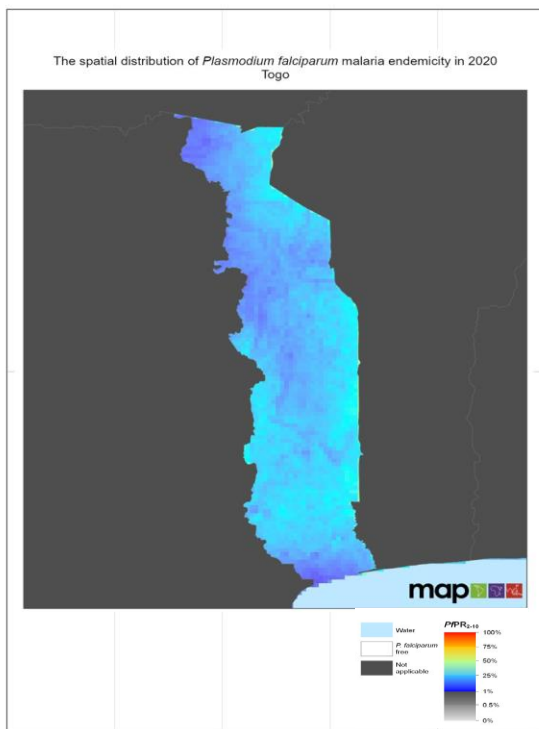 The spatial distribution of Plasmodium falciparum malaria endemicity in 2020
Togo
map
Water
P. falciparum
free
Not
applicable
PfPR2-10
100%
75%
50%
25%
1%
0.5%
0%